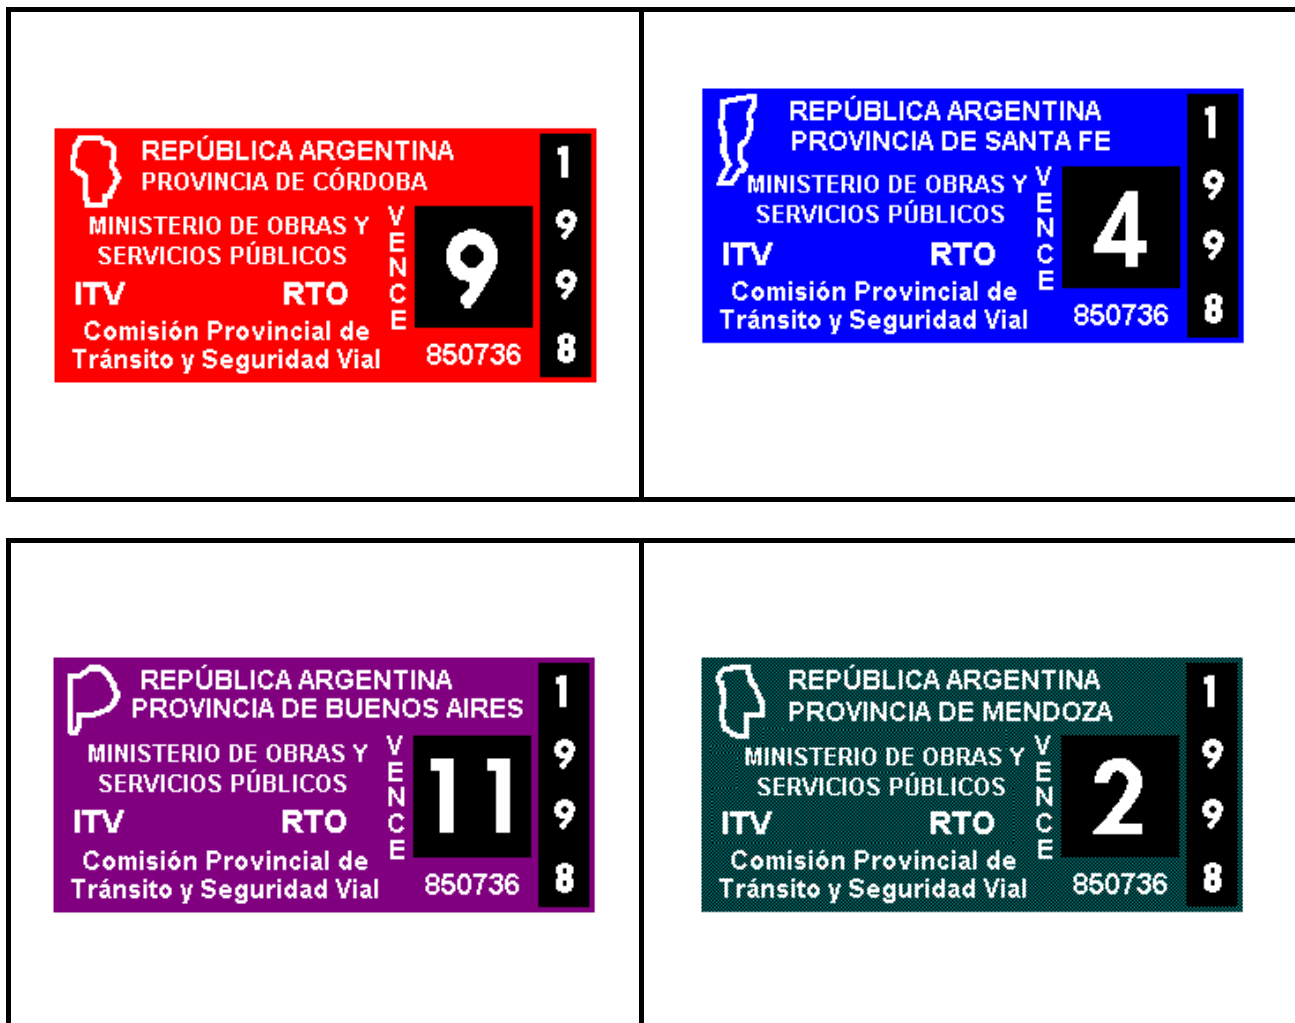 REPÚBLICA ARGENTINA
PROVINCIA DE CÓRDOBA
MINISTERIO DE OBRAS Y
SERVICIOS PÚBLICOS
ITV RTO
Comisión Provincial de
Tránsito y Seguridad Vial
VENCE
9
850736
1998
REPÚBLICA ARGENTINA
PROVINCIA DE SANTA FE
MINISTERIO DE OBRAS Y
SERVICIOS PÚBLICOS
ITV RTO
Comisión Provincial de
Tránsito y Seguridad Vial
VENCE
4
850736
1998
REPÚBLICA ARGENTINA
PROVINCIA DE BUENOS AIRES
MINISTERIO DE OBRAS Y
SERVICIOS PÚBLICOS
ITV RTO
Comisión Provincial de
Tránsito y Seguridad Vial
VENCE
11
850736
1998
REPÚBLICA ARGENTINA
PROVINCIA DE MENDOZA
MINISTERIO DE OBRAS Y
SERVICIOS PÚBLICOS
ITV RTO
Comisión Provincial de
Tránsito y Seguridad Vial
VENCE
2
850736
1998